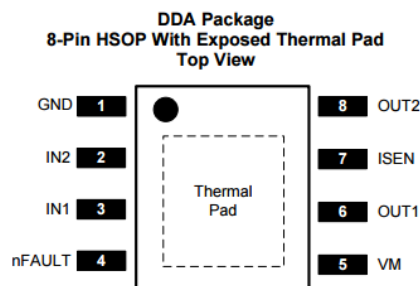 DDA Package
8-Pin HSOP With Exposed Thermal Pad
Top View
GND 1 8 OUT2
IN2 2 7 ISEN
Thermal
Pad
IN1 3 6 OUT1
nFAULT 4 5 VM